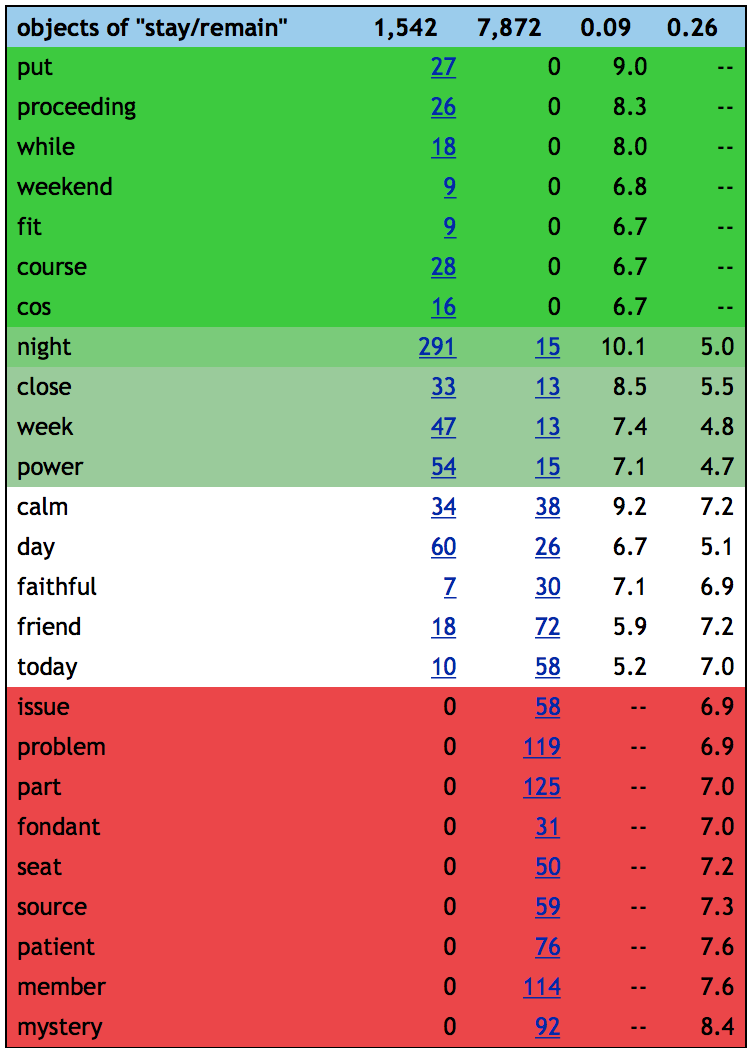 objects of "stay/remain" 1,542 7,872 0.09 0.26
put 27 0 9.0 --
proceeding 26 0 8.3 --
while 18 0 8.0 --
weekend 9 0 6.8 --
fit 9 0 6.7 --
course 28 0 6.7 --
cos 16 0 6.7 --
night 291 15 10.1 5.0
close 33 13 8.5 5.5
week 47 13 7.4 4.8
power 54 15 7.1 4.7
calm 34 38 9.2 7.2
day 60 26 6.7 5.1
faithful 7 30 7.1 6.9
friend 18 72 5.9 7.2
today 10 58 5.2 7.0
issue 0 58 -- 6.9
problem 0 119 -- 6.9
part 0 125 -- 7.0
fondant 0 31 -- 7.0
seat 0 50 -- 7.2
source 0 59 -- 7.3
patient 0 76 -- 7.6
member 0 114 -- 7.6
mystery 0 92 -- 8.4